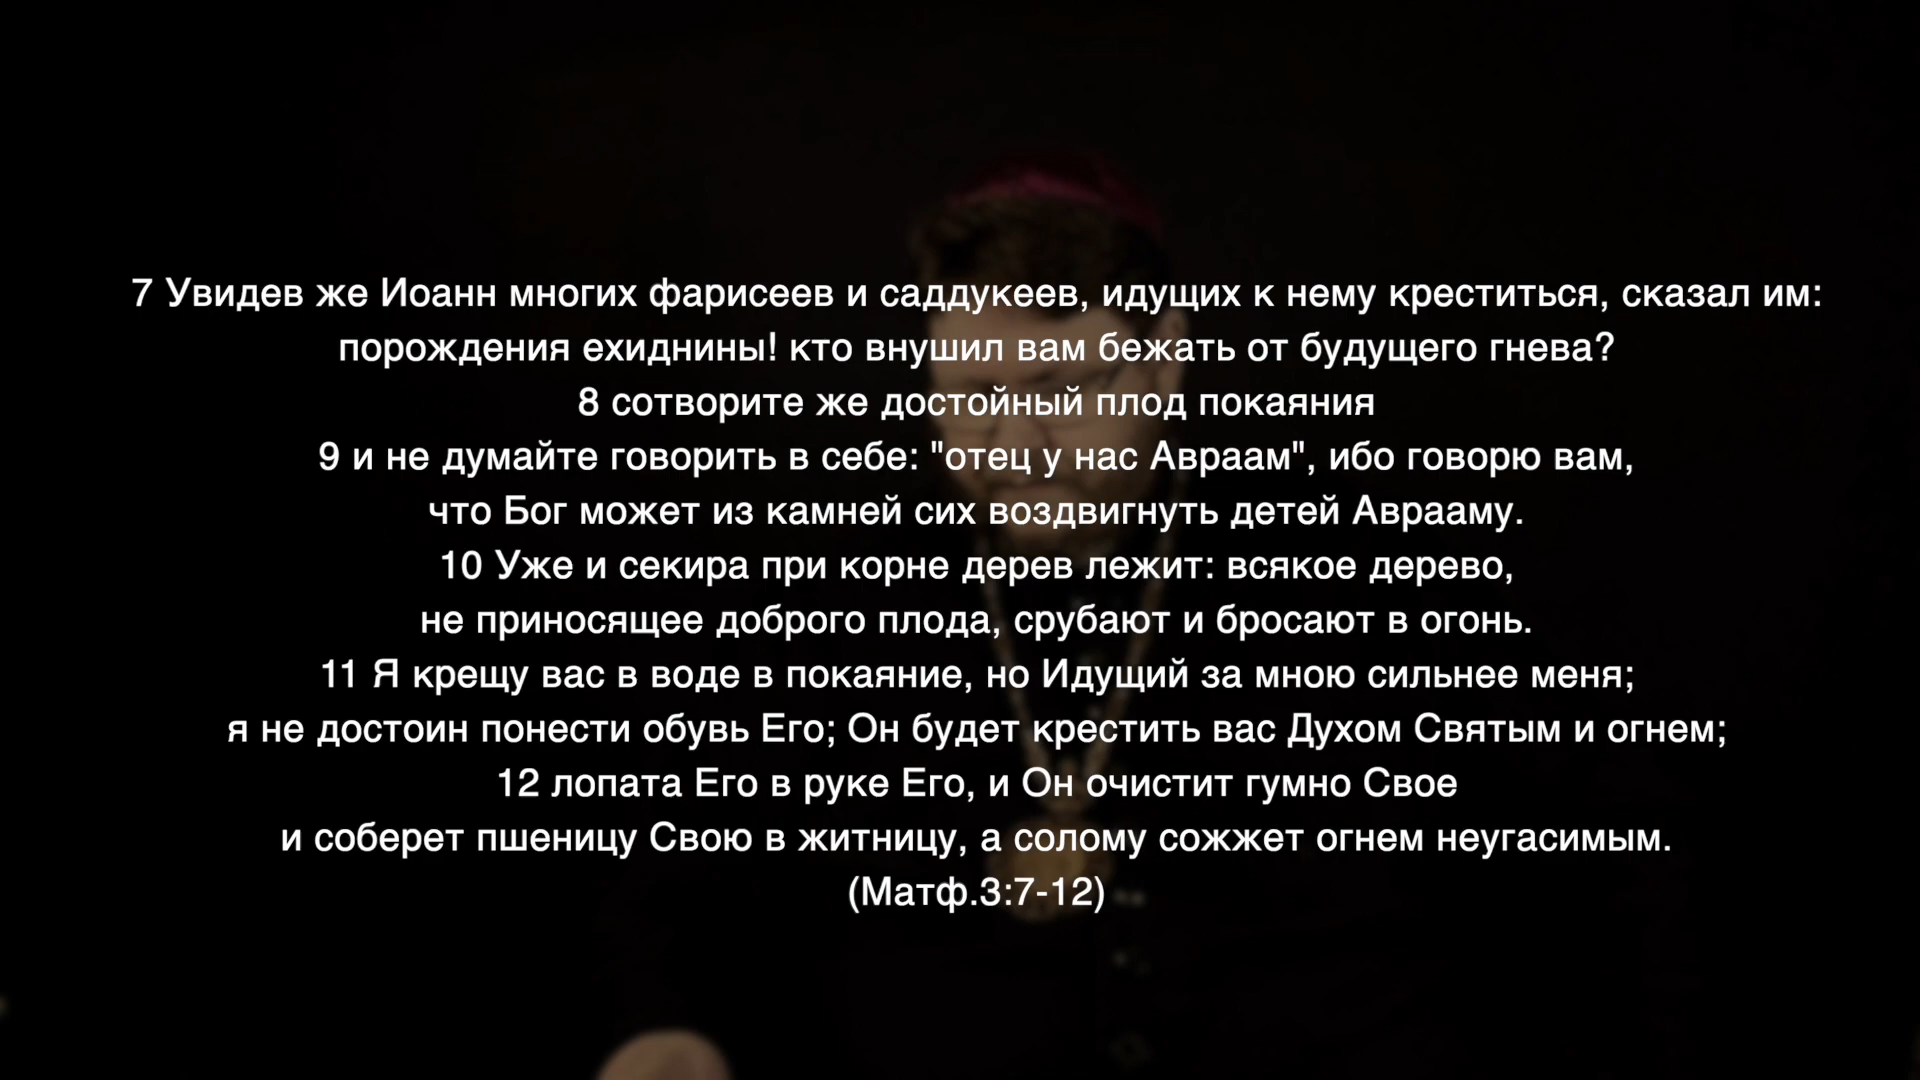 7 Увидев же Иоанн многих фарисеев и саддукеев, идущих к нему креститься, сказал им:
порождения ехиднины! кто внушил вам бежать от будущего гнева?
8 сотворите же достойный плод покаяния
9 и не думайте говорить в себе: "отец у нас Авраам", ибо говорю вам,
что Бог может из камней сих воздвигнуть детей Аврааму.
10 Уже и секира при корне дерев лежит: всякое дерево,
не приносящее доброго плода, срубают и бросают в огонь.
11 Я крещу вас в воде в покаяние, но Идущий за мною сильнее меня;
я не достоин понести обувь Его; Он будет крестить вас Духом Святым и огнем;
12 лопата Его в руке Его, и Он очистит гумно Свое
и соберет пшеницу Свою в житницу, а солому сожжет огнем неугасимым.
(Матф.3:7-12)